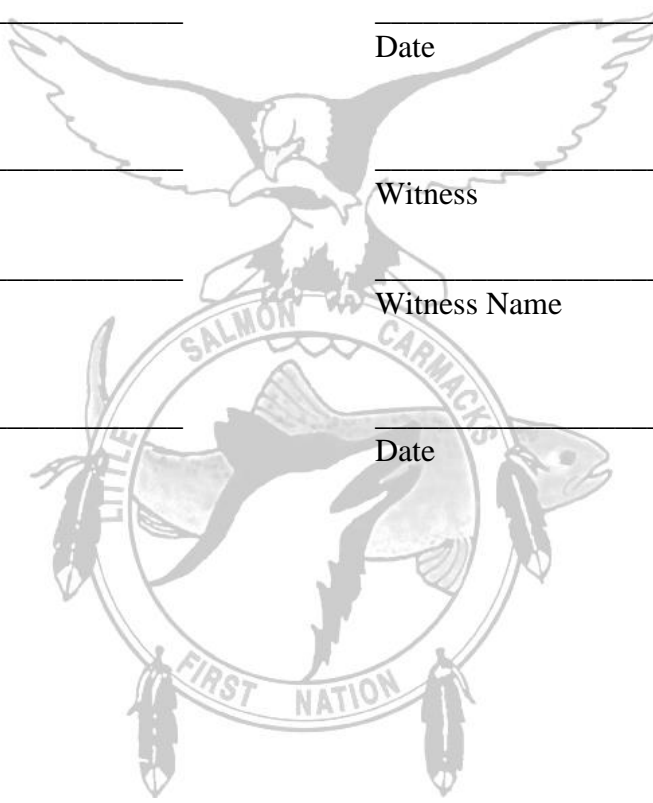 Date
Witness
Witness Name
Date
LITTLE SALMON CARMACKS
FIRST NATION